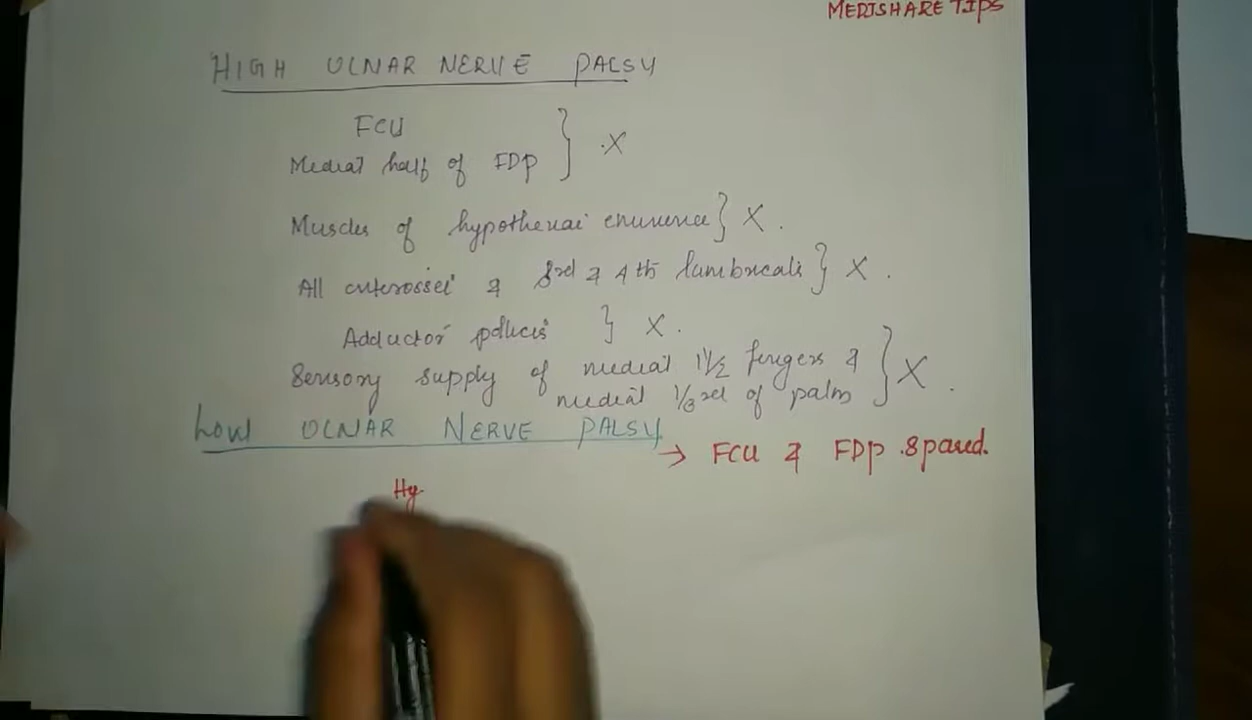 MEDISHARE TIPS
HIGH ULNAR NERVE PALSY
FCU
Medial half of FDP } X
Muscles of hypothenar eminence } X.
All interossei & 3rd & 4th lumbricals } X.
Adductor pollicis } X.
Sensory supply of medial 1½ fingers &
medial 1/3rd of palm } X.
Low ULNAR NERVE PALSY
→ FCU & FDP spared.
Hy